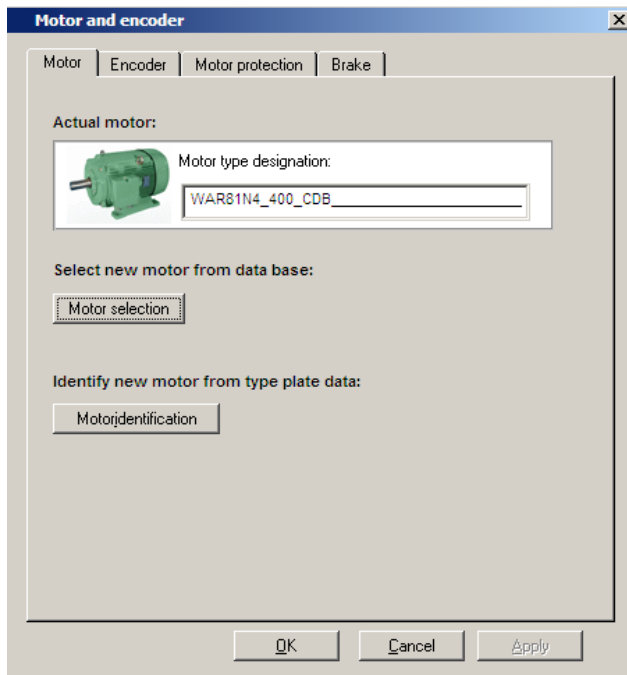 Motor and encoder
Motor Encoder Motor protection Brake
Actual motor:
Motor type designation:
WAR81N4_400_CDB____________________
Select new motor from data base:
Motor selection
Identify new motor from type plate data:
Motoridentification
OK Cancel Apply